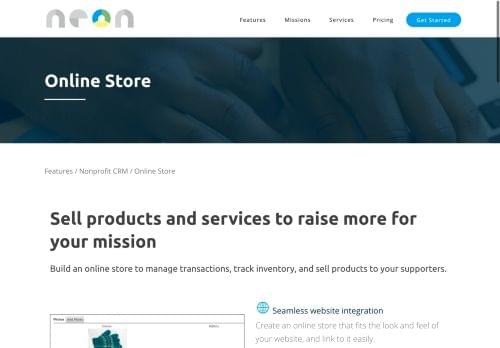 neon
Features Missions Services Pricing Get Started
Online Store
Features / Nonprofit CRM / Online Store
Sell products and services to raise more for
your mission
Build an online store to manage transactions, track inventory, and sell products to your supporters.
Seamless website integration
Create an online store that fits the look and feel of
your website, and link to it easily.